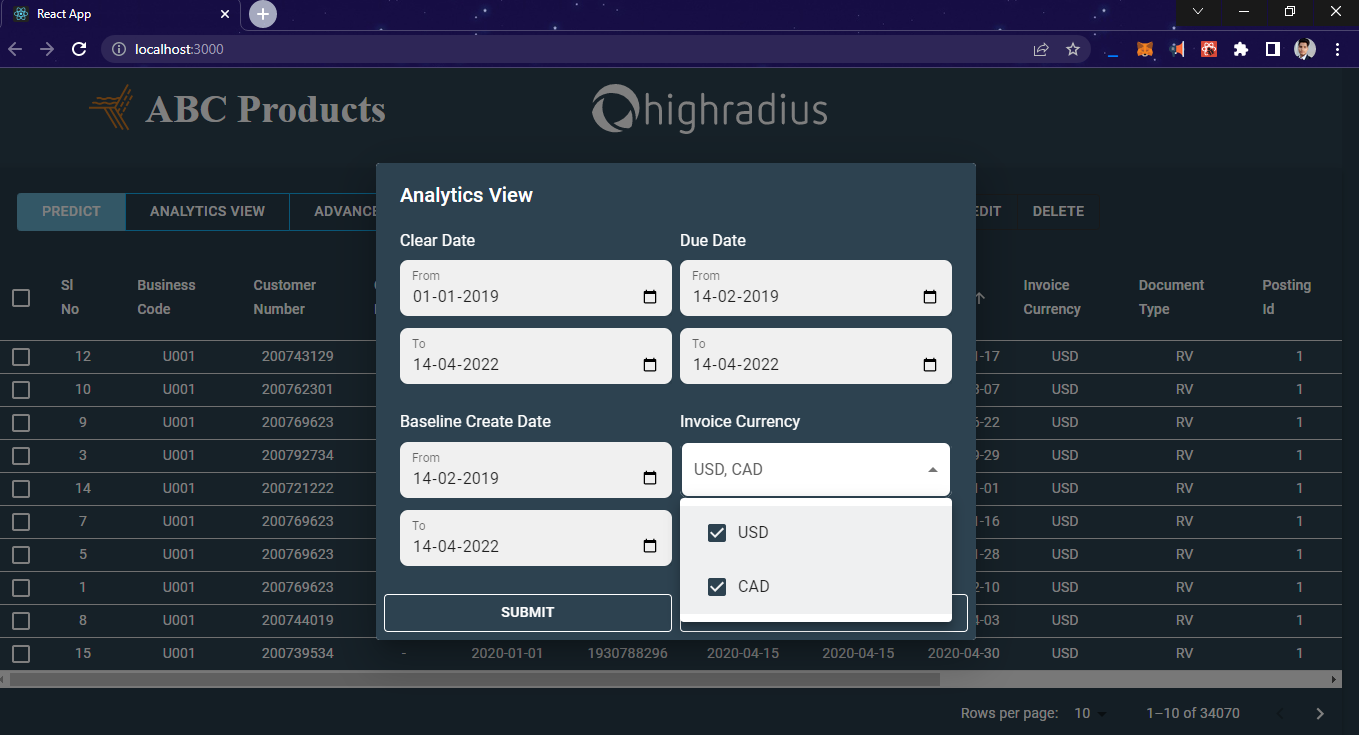 React App
localhost:3000
ABC Products
highradius
PREDICT ANALYTICS VIEW
DELETE
Sl No
Business Code
Customer Number
Invoice Currency
Document Type
Posting Id
12 U001 200743129 -17 USD RV 1
10 U001 200762301 -07 USD RV 1
9 U001 200769623 -22 USD RV 1
3 U001 200792734 -29 USD RV 1
14 U001 200721222 -01 USD RV 1
7 U001 200769623 -16 USD RV 1
5 U001 200769623 -28 USD RV 1
1 U001 200769623 -10 USD RV 1
8 U001 200744019 -03 USD RV 1
15 U001 200739534 - 2020-01-01 1930788296 2020-04-15 2020-04-15 2020-04-30 USD RV 1
Rows per page: 10 1–10 of 34070
Analytics View
Clear Date
From
01-01-2019
To
14-04-2022
Due Date
From
14-02-2019
To
14-04-2022
Baseline Create Date
From
14-02-2019
To
14-04-2022
Invoice Currency
USD, CAD
USD
CAD
SUBMIT